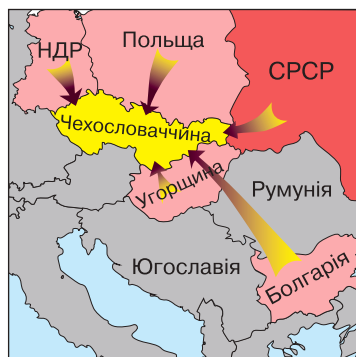 НДР
Польща
СРСР
Чехословаччина
Угорщина
Румунія
Югославія
Болгарія